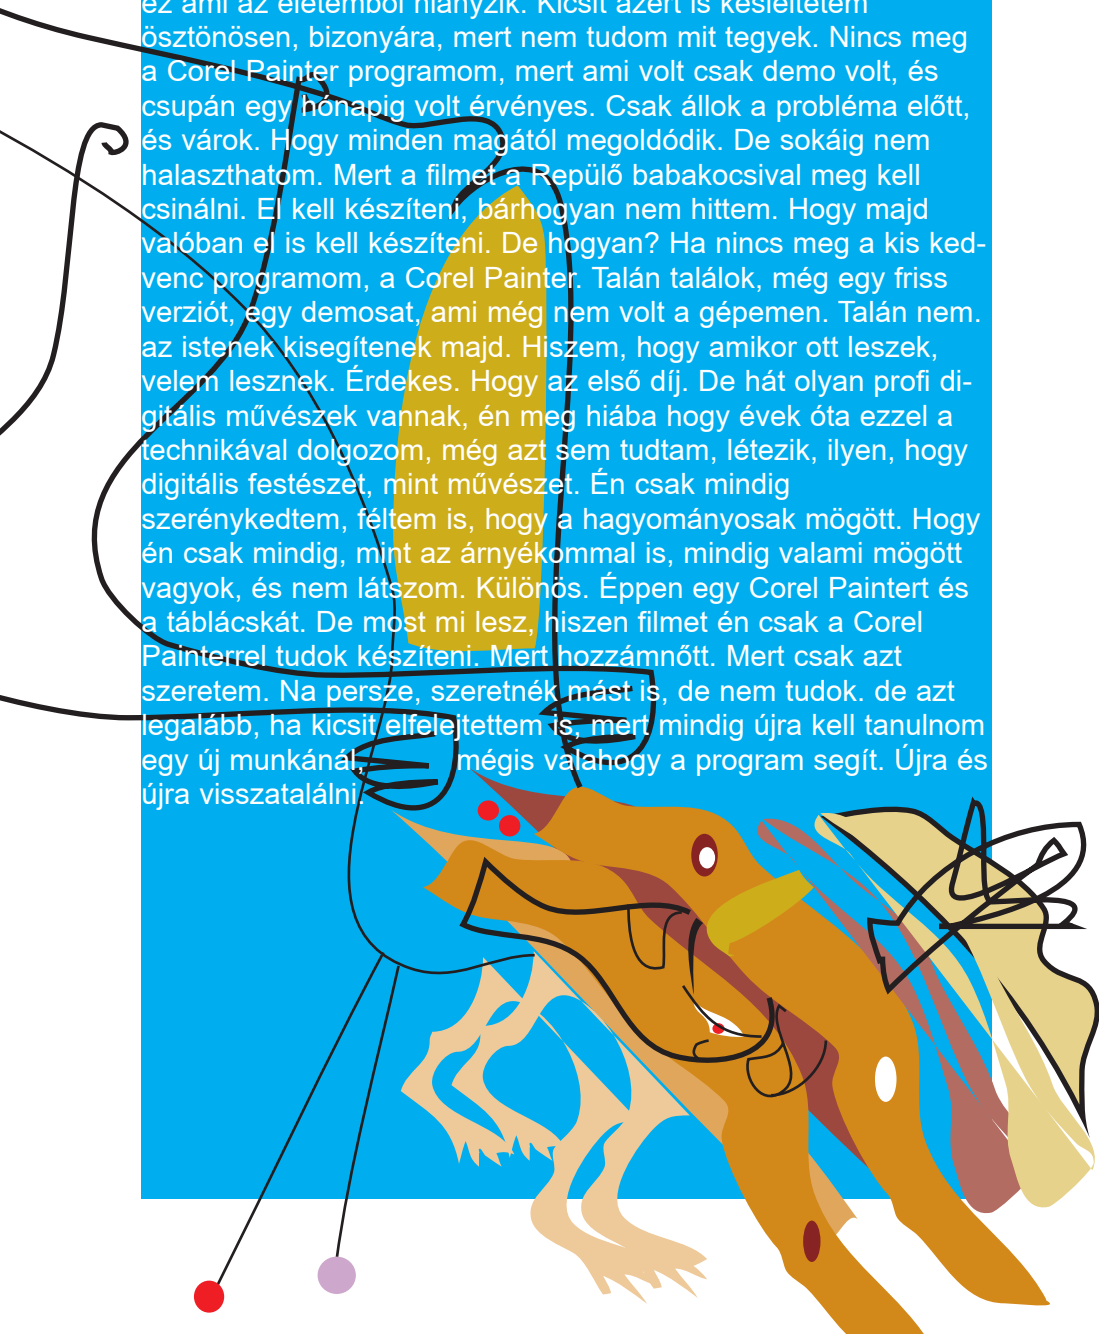 ez ami az életemből hiányzik. Kicsit azért is késleltetem
ösztönösen, bizonyára, mert nem tudom mit tegyek. Nincs meg
a Corel Painter programom, mert ami volt csak demo volt, és
csupán egy hónapig volt érvényes. Csak állok a probléma előtt,
és várok. Hogy minden magától megoldódik. De sokáig nem
halaszthatom. Mert a filmet a Repülő babakocsival meg kell
csinálni. El kell készíteni, bárhogyan nem hittem. Hogy majd
valóban el is kell készíteni. De hogyan? Ha nincs meg a kis ked-
venc programom, a Corel Painter. Talán találok, még egy friss
verziót, egy demosat, ami még nem volt a gépemen. Talán nem.
az istenek kisegítenek majd. Hiszem, hogy amikor ott leszek,
velem lesznek. Érdekes. Hogy az első díj. De hát olyan profi di-
gitális művészek vannak, én meg hiába hogy évek óta ezzel a
technikával dolgozom, még azt sem tudtam, létezik, ilyen, hogy
digitális festészet, mint művészet. Én csak mindig
szerénykedtem, féltem is, hogy a hagyományosak mögött. Hogy
én csak mindig, mint az árnyékommal is, mindig valami mögött
vagyok, és nem látszom. Különös. Éppen egy Corel Paintert és
a táblácskát. De most mi lesz, hiszen filmet én csak a Corel
Painterrel tudok készíteni. Mert hozzámnőtt. Mert csak azt
szeretem. Na persze, szeretnék mást is, de nem tudok. de azt
legalább, ha kicsit elfelejtettem is, mert mindig újra kell tanulnom
egy új munkánál, mégis valahogy a program segít. Újra és
újra visszatalálni.